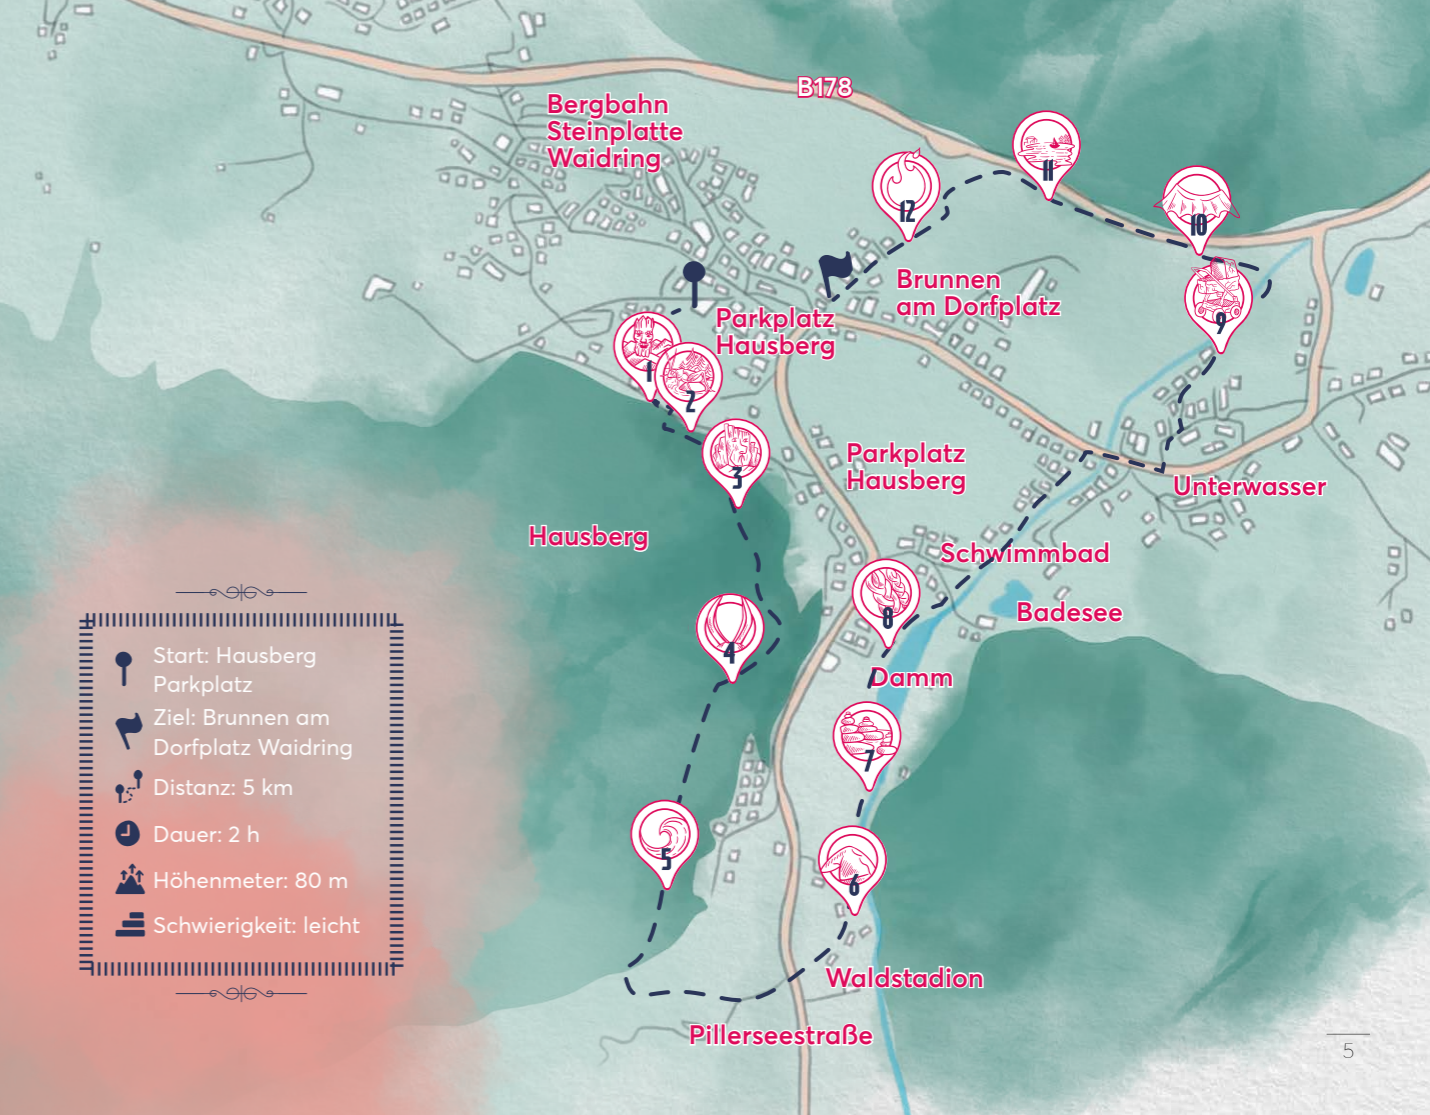 B178
Bergbahn
Steinplatte
Waidring
11
12
10
Brunnen
am Dorfplatz
9
Parkplatz
Hausberg
1
2
3
Parkplatz
Hausberg
Unterwasser
Hausberg
Schwimmbad
8
Badesee
4
Damm
7
5
6
Waldstadion
Pillerseestraße
Start: Hausberg
Parkplatz
Ziel: Brunnen am
Dorfplatz Waidring
Distanz: 5 km
Dauer: 2 h
Höhenmeter: 80 m
Schwierigkeit: leicht
5